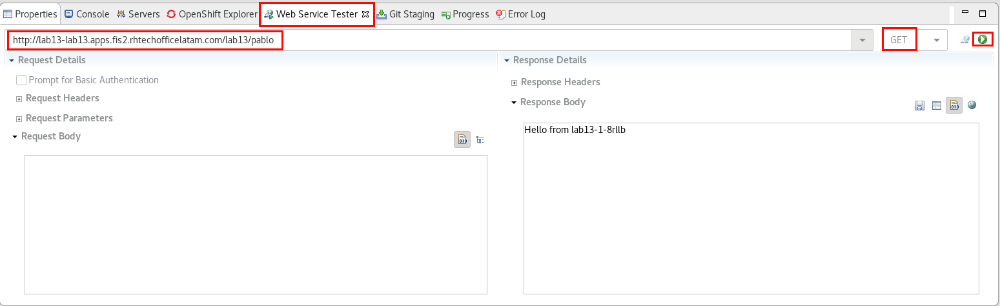 Properties Console Servers OpenShift Explorer Web Service Tester Git Staging Progress Error Log
http://lab13-lab13.apps.fis2.rhtechofficelatam.com/lab13/pablo GET
Request Details
Prompt for Basic Authentication
Request Headers
Request Parameters
Request Body
010
Response Details
Response Headers
Response Body
010
Hello from lab13-1-8rllb